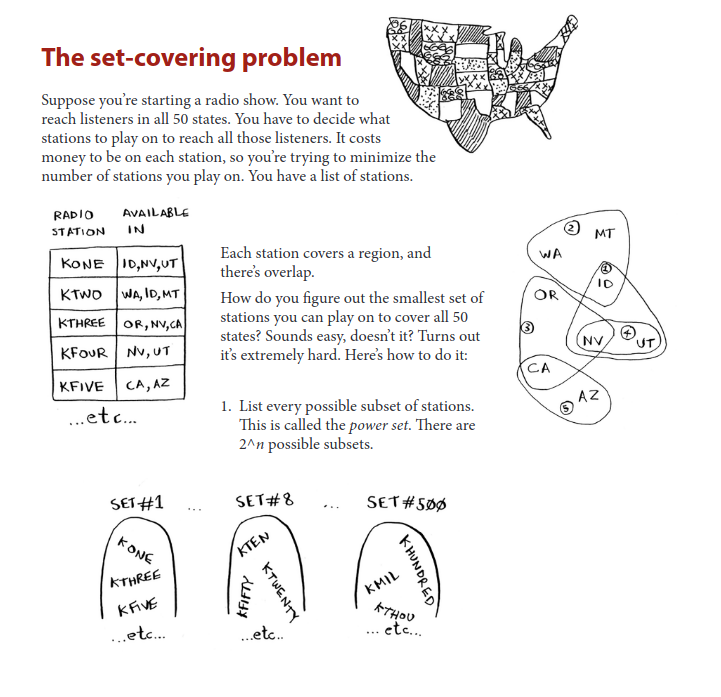 The set-covering problem
Suppose you're starting a radio show. You want to
reach listeners in all 50 states. You have to decide what
stations to play on to reach all those listeners. It costs
money to be on each station, so you're trying to minimize the
number of stations you play on. You have a list of stations.
RADIO STATION AVAILABLE IN
KONE ID,NV,UT
KTWO WA,ID,MT
KTHREE OR,NV,CA
KFOUR NV,UT
KFIVE CA,AZ
...etc...
Each station covers a region, and
there's overlap.
How do you figure out the smallest set of
stations you can play on to cover all 50
states? Sounds easy, doesn't it? Turns out
it's extremely hard. Here's how to do it:
1. List every possible subset of stations.
This is called the power set. There are
2^n possible subsets.
2 MT
WA
1
ID
OR
3
NV 4 UT
CA
AZ
5
SET#1 ... SET#8 ... SET#500
KONE
KTHREE
KFIVE
...etc...
KTEN
KFIFTY
KTWENTY
...etc..
KHUNDRED
KMIL
KTHOU
... etc...